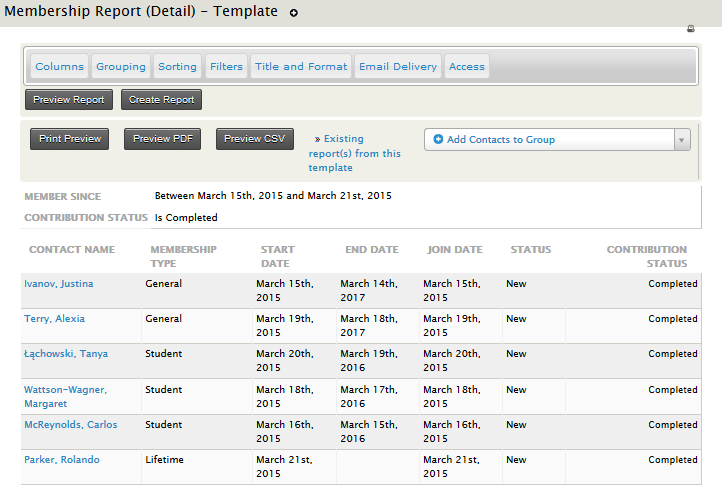 Membership Report (Detail) - Template
Columns Grouping Sorting Filters Title and Format Email Delivery Access
Preview Report Create Report
Print Preview Preview PDF Preview CSV » Existing Add Contacts to Group
report(s) from this
template
MEMBER SINCE Between March 15th, 2015 and March 21st, 2015
CONTRIBUTION STATUS Is Completed
CONTACT NAME MEMBERSHIP START END DATE JOIN DATE STATUS CONTRIBUTION
TYPE DATE STATUS
Ivanov, Justina General March 15th, March 14th, March 15th, New Completed
2015 2017 2015
Terry, Alexia General March 19th, March 18th, March 19th, New Completed
2015 2017 2015
Łąchowski, Tanya Student March 20th, March 19th, March 20th, New Completed
2015 2016 2015
Wattson-Wagner, Student March 18th, March 17th, March 18th, New Completed
Margaret 2015 2016 2015
McReynolds, Carlos Student March 16th, March 15th, March 16th, New Completed
2015 2016 2015
Parker, Rolando Lifetime March 21st, March 21st, New Completed
2015 2015